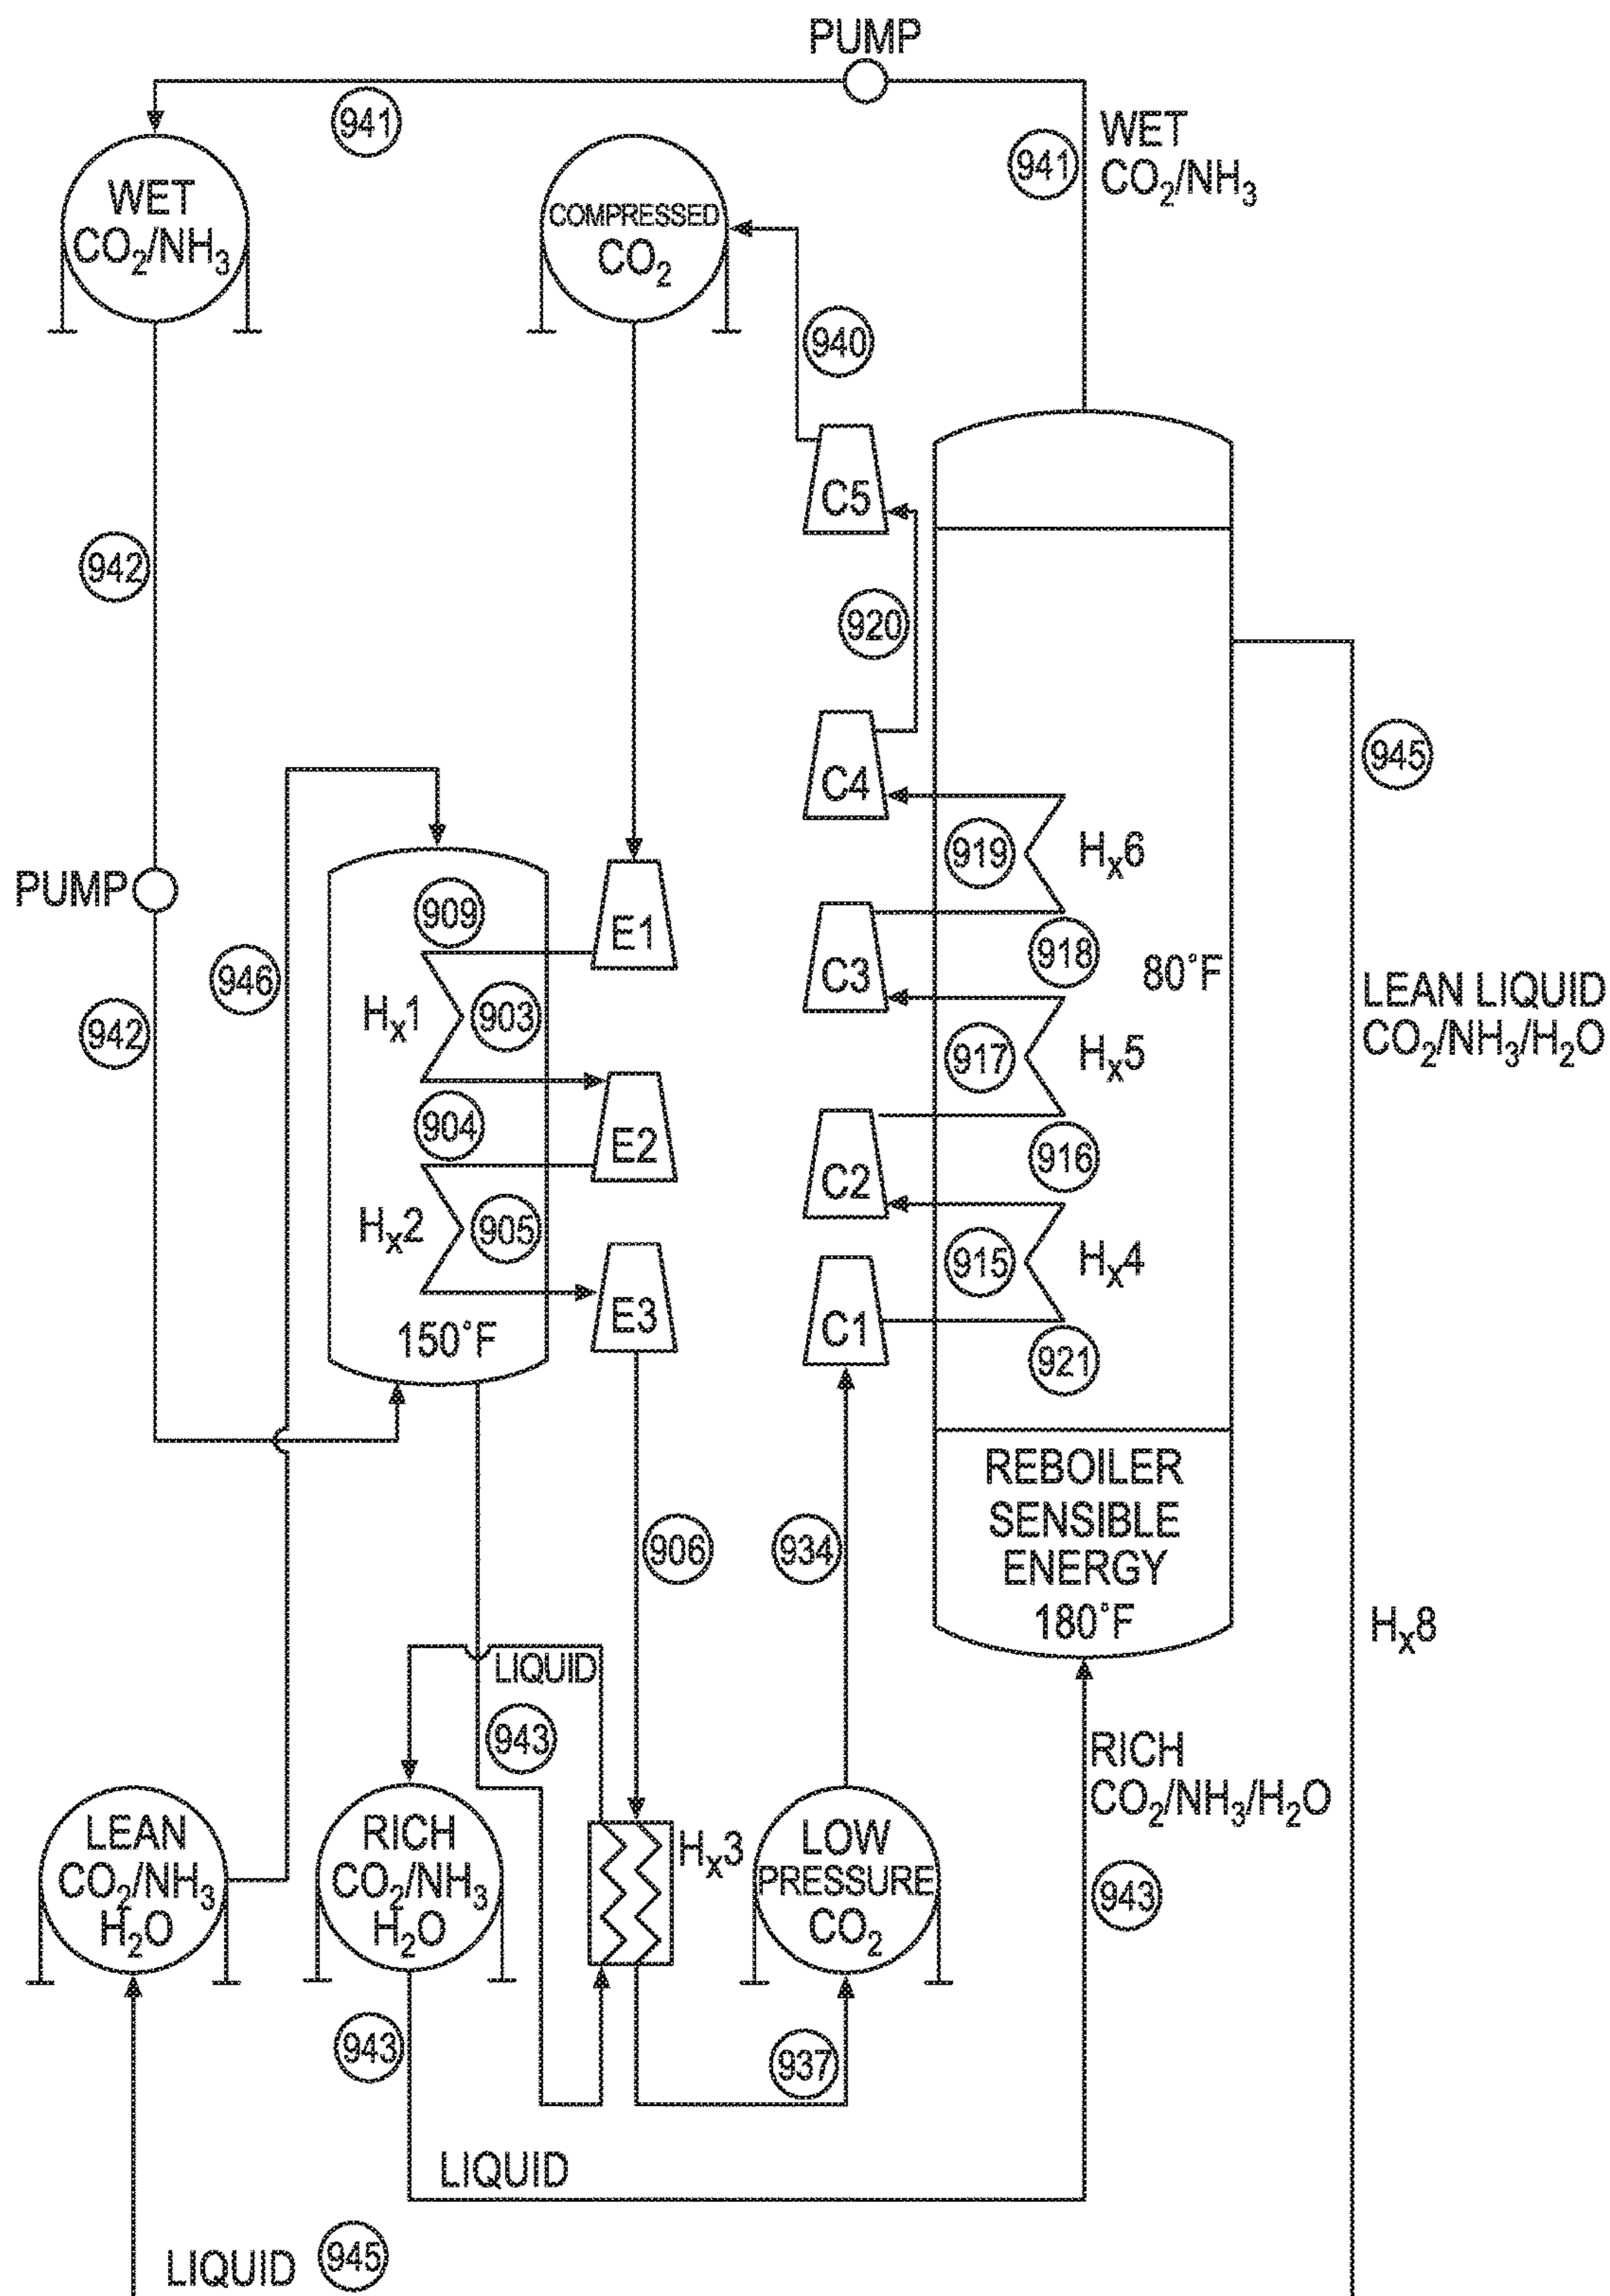 PUMP
941
941
WET
CO₂/NH₃
WET
CO₂/NH₃
COMPRESSED
CO₂
940
C5
942
920
C4
945
PUMP
946
909
E1
919
Hₓ6
918
C3
80°F
942
Hₓ1
903
917
Hₓ5
LEAN LIQUID
CO₂/NH₃/H₂O
904
E2
C2
916
Hₓ2
905
915
Hₓ4
E3
C1
150°F
921
906
934
REBOILER
SENSIBLE
ENERGY
180°F
Hₓ8
LIQUID
943
RICH
CO₂/NH₃/H₂O
LEAN
CO₂/NH₃
H₂O
RICH
CO₂/NH₃
H₂O
Hₓ3
LOW
PRESSURE
CO₂
943
943
937
LIQUID
LIQUID
945